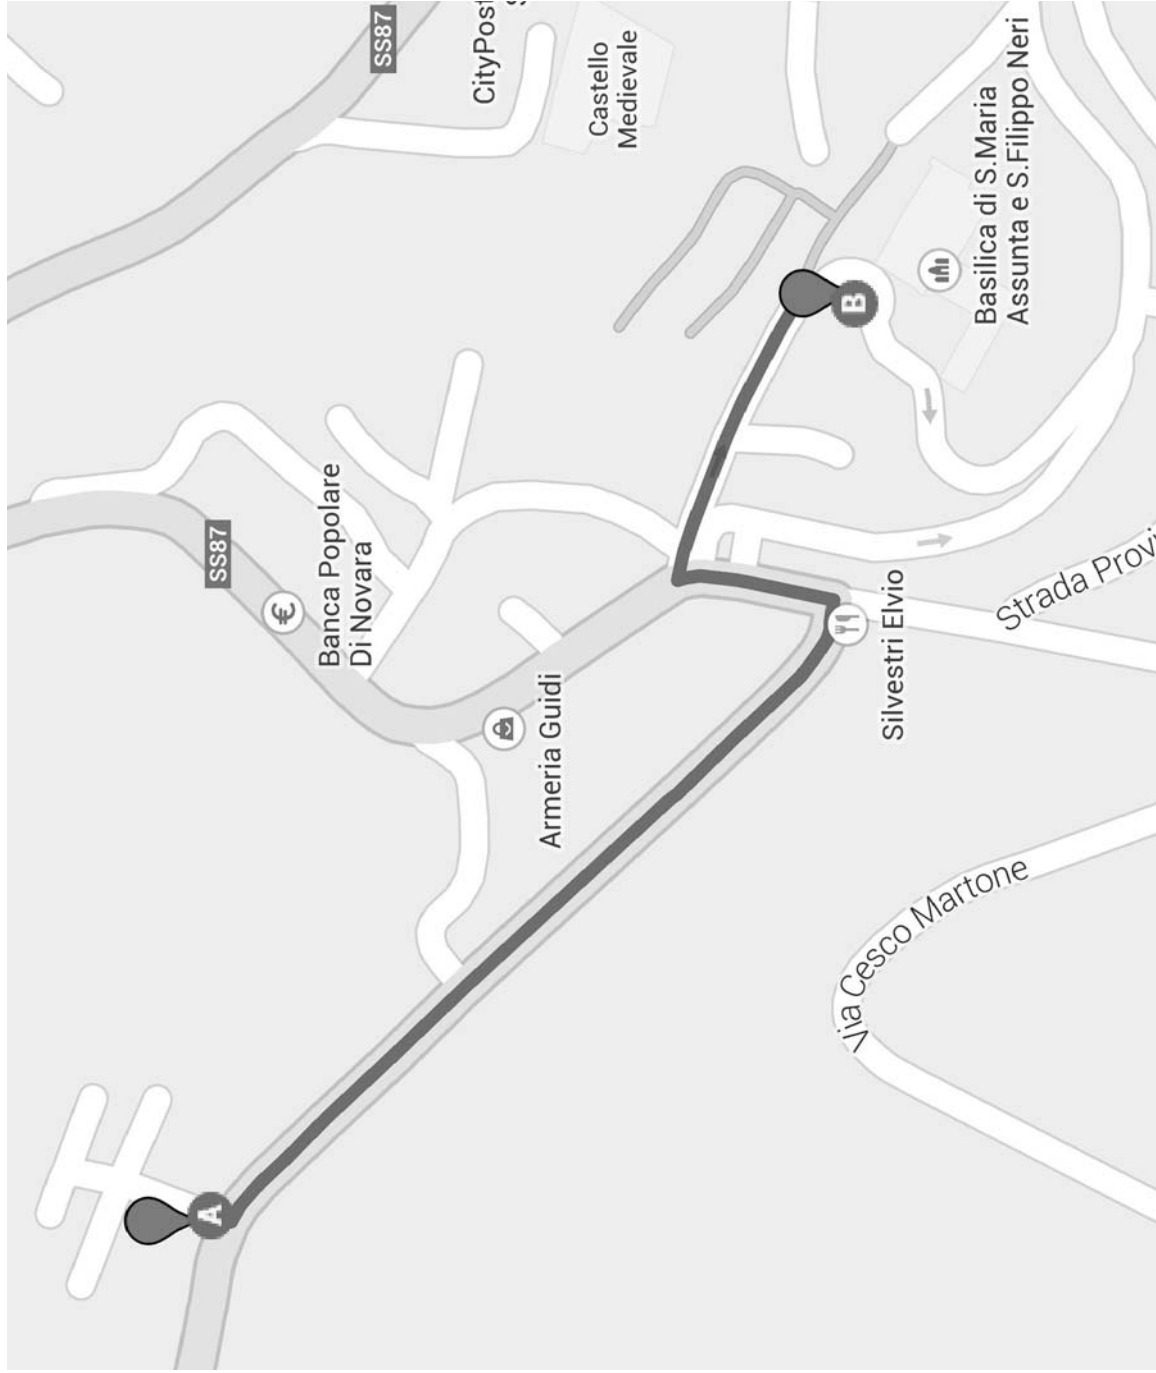 SS87
CityPost
Castello
Medievale
Basilica di S.Maria
Assunta e S.Filippo Neri
B
SS87
Banca Popolare
Di Novara
€
Armeria Guidi
Silvestri Elvio
Strada Provi
Via Cesco Martone
A